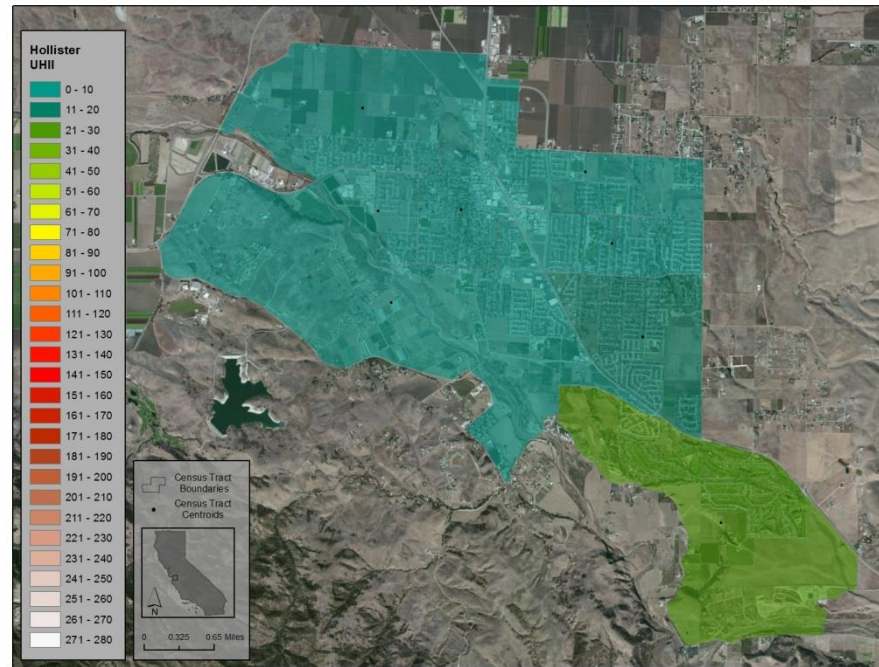 Hollister
UHII
0 - 10
11 - 20
21 - 30
31 - 40
41 - 50
51 - 60
61 - 70
71 - 80
81 - 90
91 - 100
101 - 110
111 - 120
121 - 130
131 - 140
141 - 150
151 - 160
161 - 170
171 - 180
181 - 190
191 - 200
201 - 210
211 - 220
221 - 230
231 - 240
241 - 250
251 - 260
261 - 270
271 - 280
Census Tract
Boundaries
Census Tract
Centroids
N
0 0.325 0.65 Miles